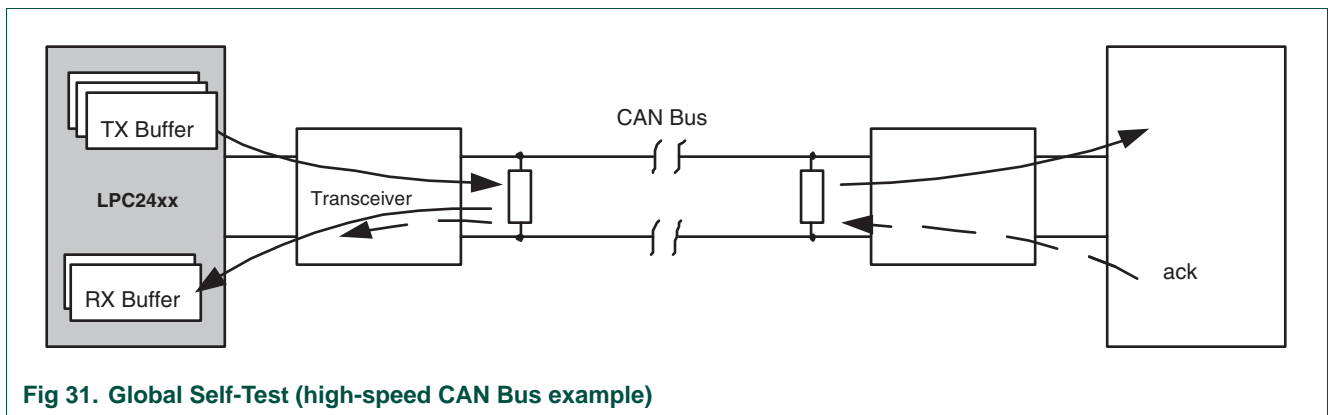 TX Buffer
CAN Bus
LPC24xx
Transceiver
RX Buffer
ack
Fig 31. Global Self-Test (high-speed CAN Bus example)